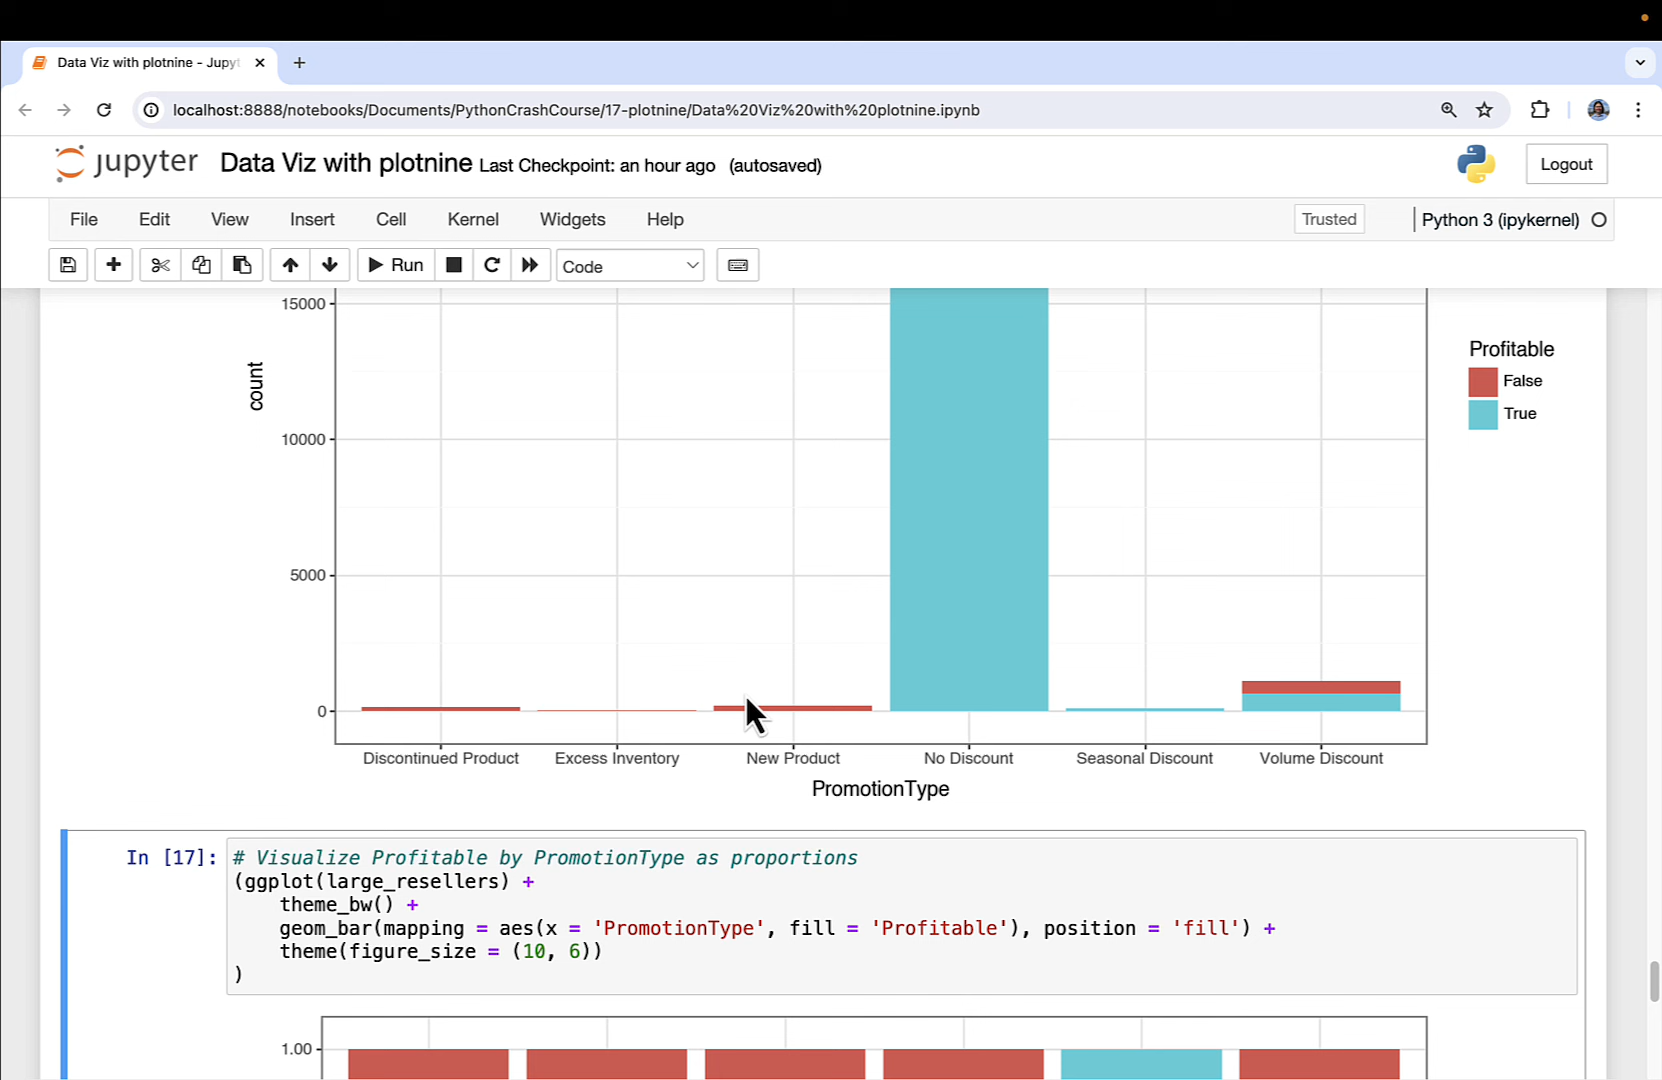 Data Viz with plotnine - Jupyt
localhost:8888/notebooks/Documents/PythonCrashCourse/17-plotnine/Data%20Viz%20with%20plotnine.ipynb
jupyter Data Viz with plotnine Last Checkpoint: an hour ago (autosaved) Logout
File Edit View Insert Cell Kernel Widgets Help Trusted Python 3 (ipykernel)
Run Code
15000
10000
5000
0
count
Profitable
False
True
Discontinued Product Excess Inventory New Product No Discount Seasonal Discount Volume Discount
PromotionType
In [17]: # Visualize Profitable by PromotionType as proportions
(ggplot(large_resellers) +
    theme_bw() +
    geom_bar(mapping = aes(x = 'PromotionType', fill = 'Profitable'), position = 'fill') +
    theme(figure_size = (10, 6))
)
1.00